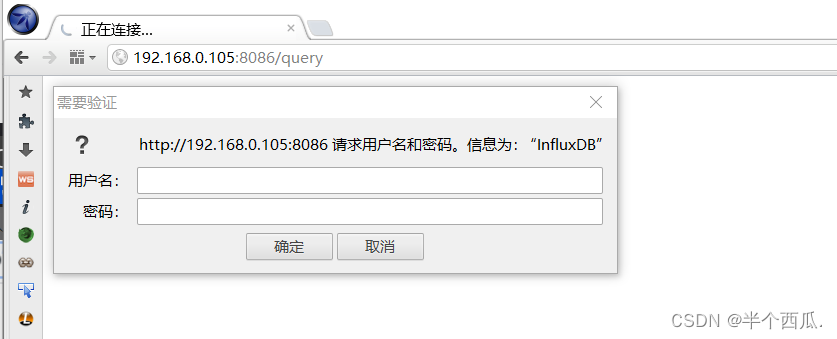 正在连接...
192.168.0.105:8086/query
需要验证
http://192.168.0.105:8086 请求用户名和密码。信息为：“InfluxDB”
用户名：
密码：
确定 取消
WS
CSDN @半个西瓜.